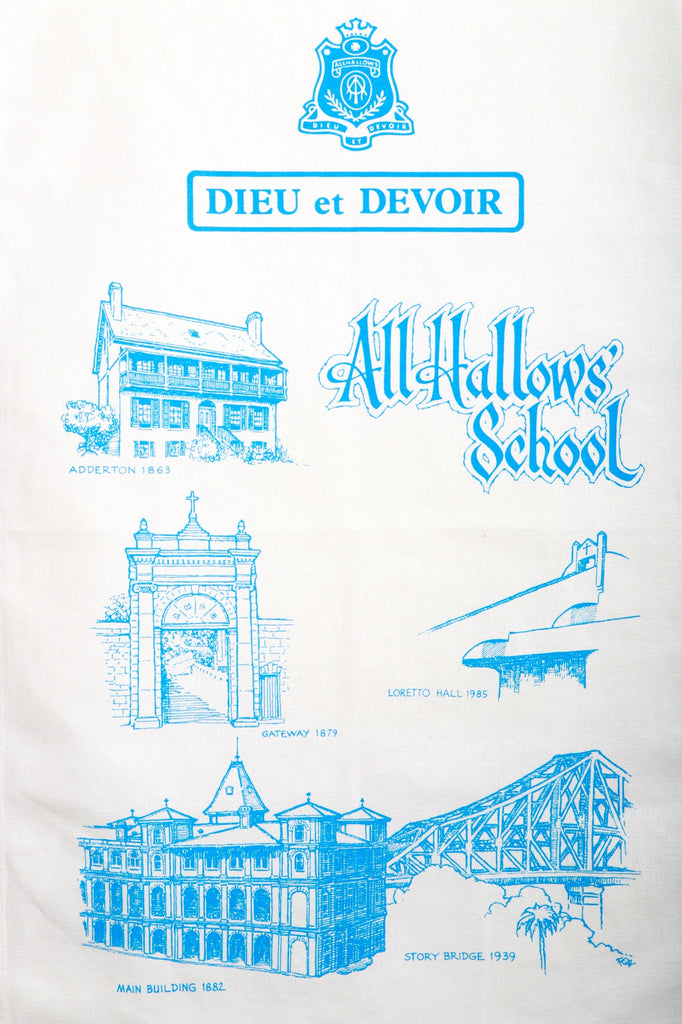 ALLHALLOWS
DIEU ET DEVOIR
DIEU et DEVOIR
All Hallows'
School
ADDERTON 1863
GATEWAY 1879
LORETTO HALL 1985
MAIN BUILDING 1882
STORY BRIDGE 1939